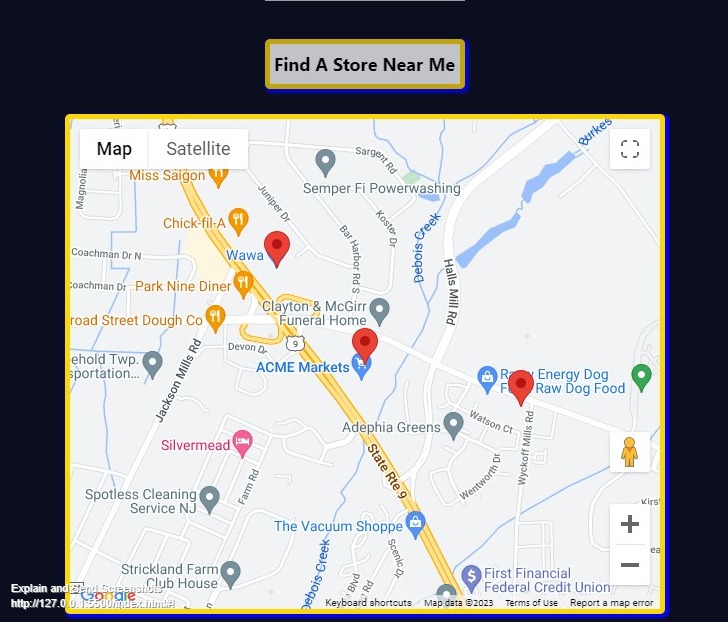 Find A Store Near Me
Map
Satellite
Miss Saigon
Sargent Rd
Semper Fi Powerwashing
Magnolia
Juniper Dr
Koster Dr
Chick-fil-A
Bar Harbor Rd S
Debois Creek
Wawa
Coachman Dr N
Halls Mill Rd
Coachman Dr
Park Nine Diner
Clayton & McGirr
Funeral Home
road Street Dough Co
9
Devon Dr
ehold Twp.
sportation...
ACME Markets
Jackson Mills Rd
Energy Dog
Raw Dog Food
Adephia Greens
Watson Ct
Wyckoff Mills Rd
Silvermead
State Rte 9
Wentworth Dr
Farm Rd
Spotless Cleaning
Service NJ
The Vacuum Shoppe
Scenic Dr
Debois Creek
Blvd
Strickland Farm
Club House
First Financial
Federal Credit Union
Explain and Send Screenshots
http://127.0.0.1:5500/index.html#!
Google
Keyboard shortcuts
Map data ©2023
Terms of Use
Report a map error